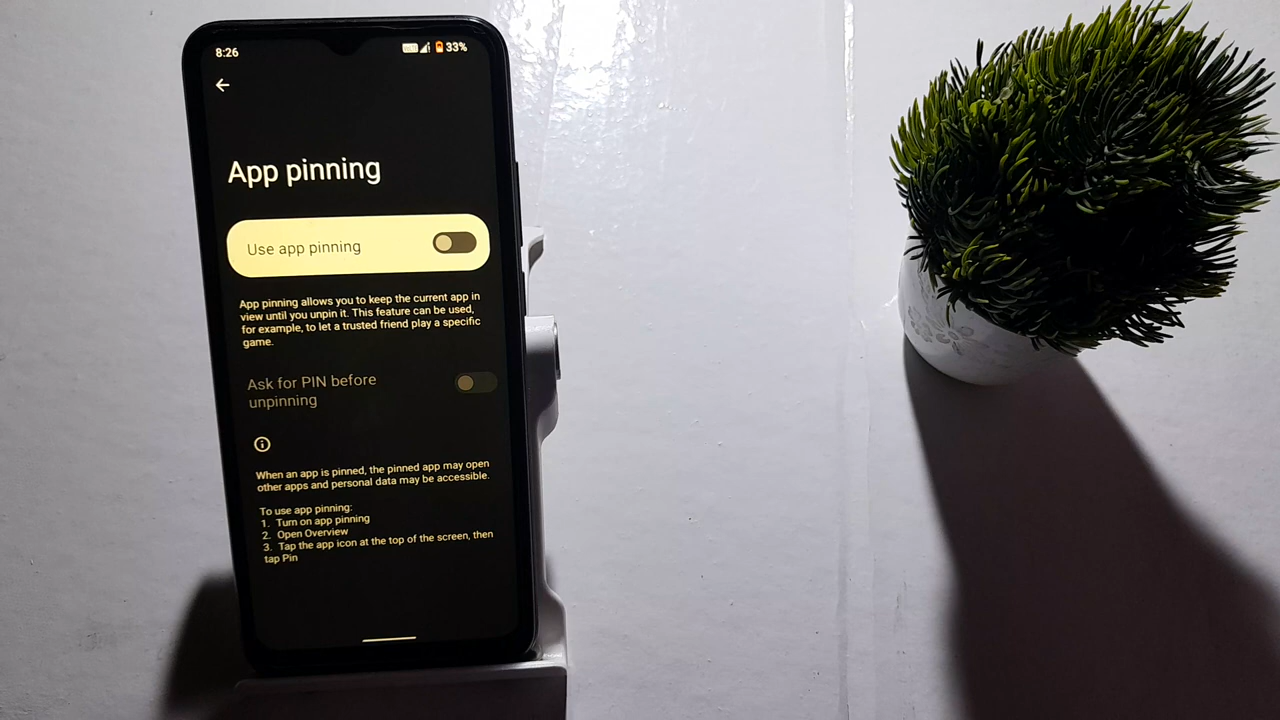 8:26
33%
App pinning
Use app pinning
App pinning allows you to keep the current app in
view until you unpin it. This feature can be used,
for example, to let a trusted friend play a specific
game.
Ask for PIN before
unpinning
When an app is pinned, the pinned app may open
other apps and personal data may be accessible.
To use app pinning:
1. Turn on app pinning
2. Open Overview
3. Tap the app icon at the top of the screen, then
tap Pin